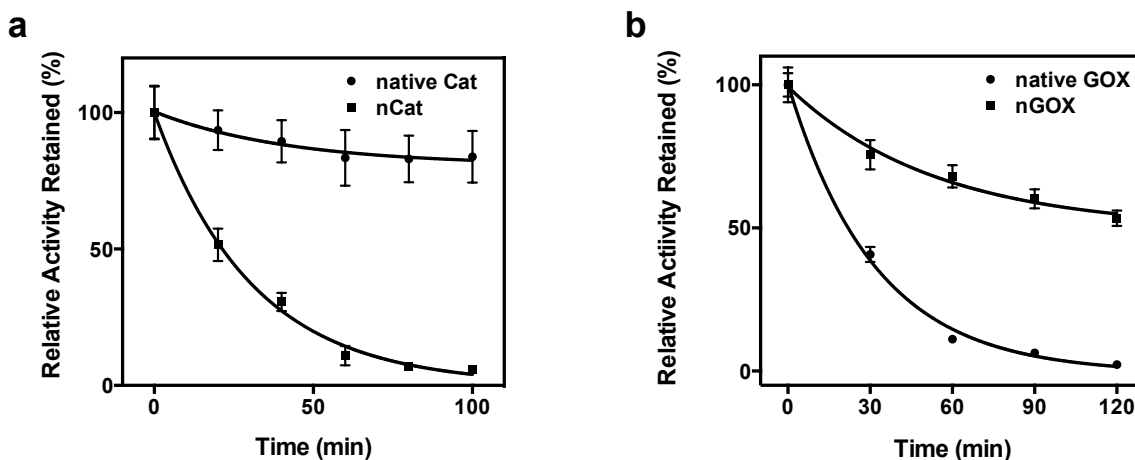 a
Relative Activity Retained (%)
native Cat
nCat
100
50
0
0 50 100
Time (min)
b
Relative Activity Retained (%)
native GOX
nGOX
100
50
0
0 30 60 90 120
Time (min)